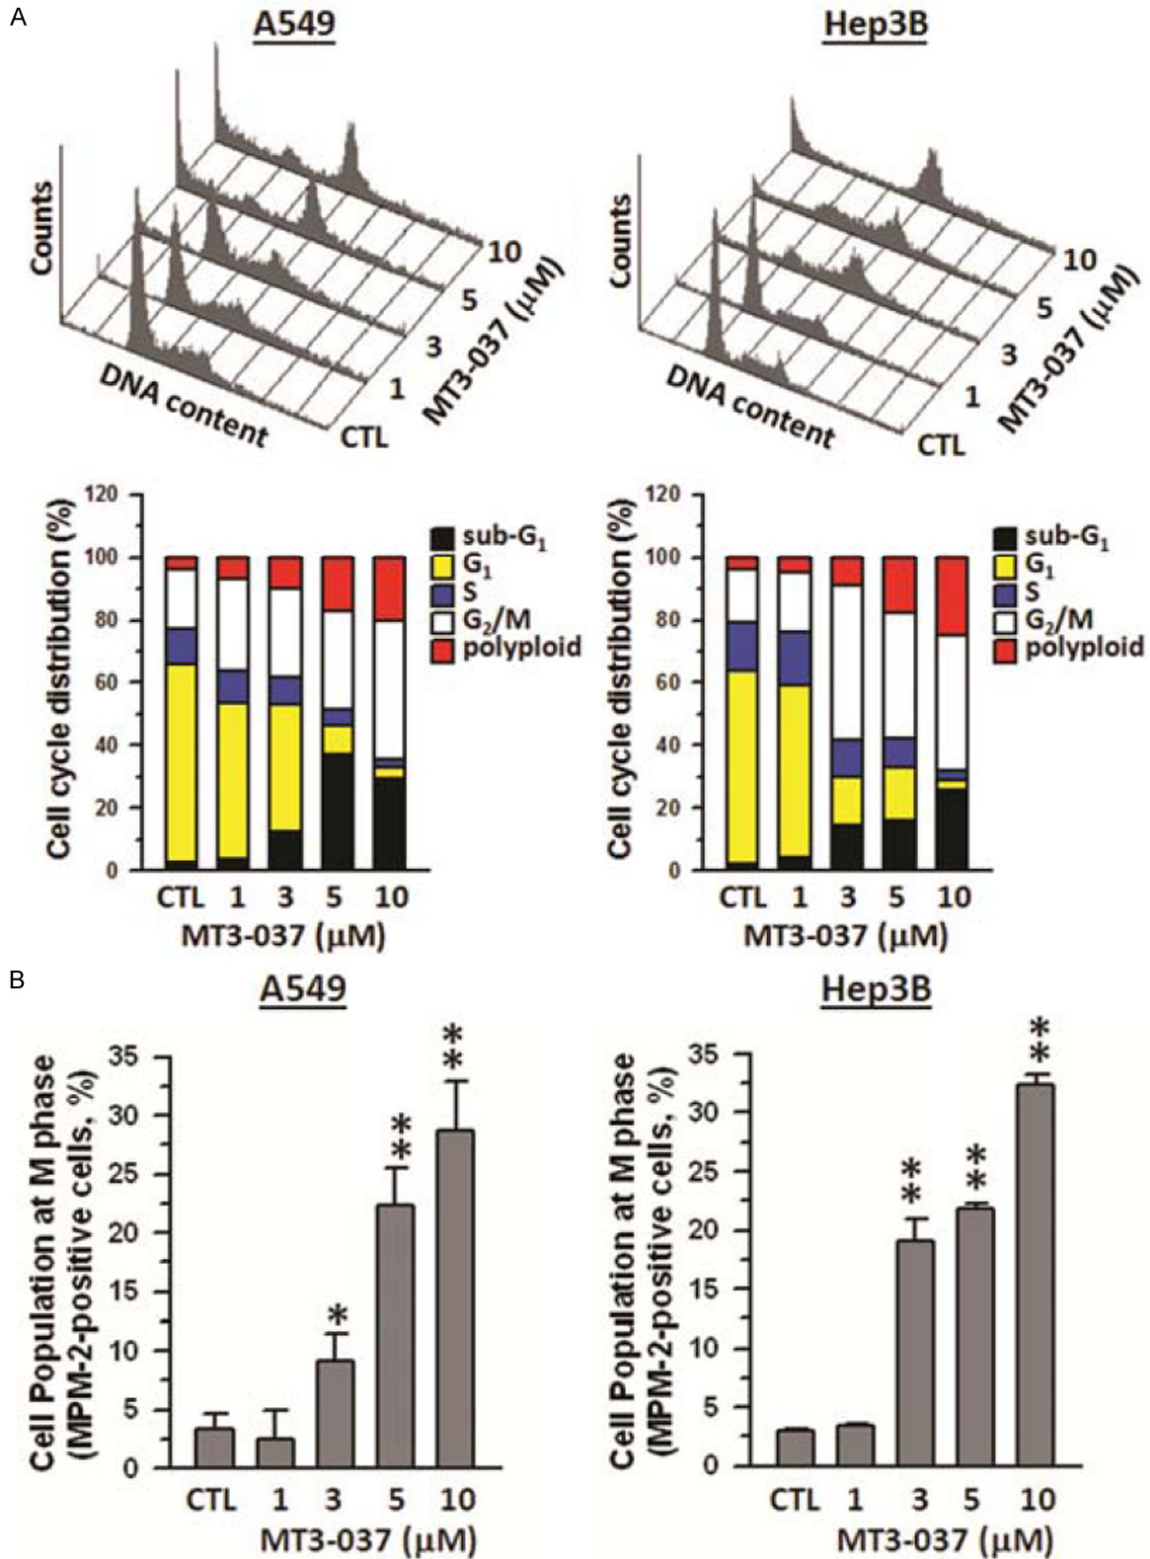 A
A549
Hep3B
Counts
DNA content
CTL
1
3
5
10
MT3-037 (μM)
Counts
DNA content
CTL
1
3
5
10
MT3-037 (μM)
Cell cycle distribution (%)
120
100
80
60
40
20
0
CTL 1 3 5 10
MT3-037 (μM)
sub-G₁
G₁
S
G₂/M
polyploid
Cell cycle distribution (%)
120
100
80
60
40
20
0
CTL 1 3 5 10
MT3-037 (μM)
sub-G₁
G₁
S
G₂/M
polyploid
B
A549
Hep3B
Cell Population at M phase
(MPM-2-positive cells, %)
35
30
25
20
15
10
5
0
*
**
**
CTL 1 3 5 10
MT3-037 (μM)
Cell Population at M phase
(MPM-2-positive cells, %)
35
30
25
20
15
10
5
0
**
**
**
CTL 1 3 5 10
MT3-037 (μM)